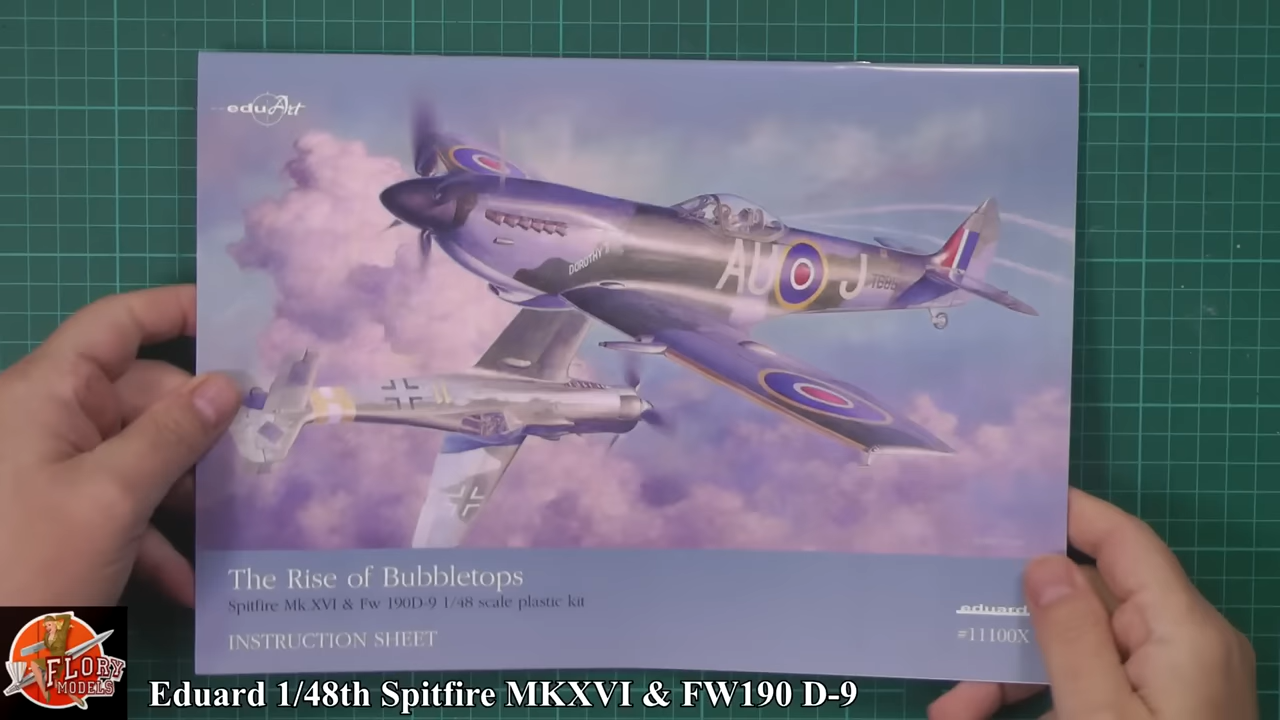 eduArt
DOROTHY
AU J
The Rise of Bubbletops
Spitfire Mk.XVI & Fw 190D-9 1/48 scale plastic kit
INSTRUCTION SHEET
eduard
#11100X
FLORY
MODELS
Eduard 1/48th Spitfire MKXVI & FW190 D-9